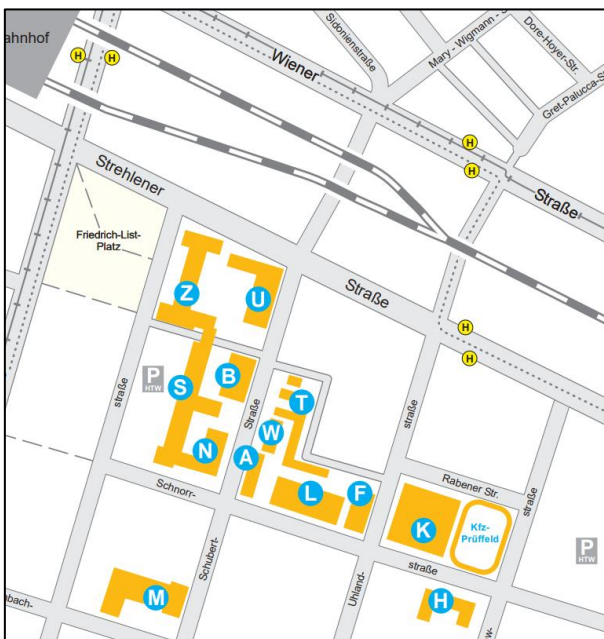 ahnhof
H
H
Wiener
Sidonienstraße
Mary - Wigmann - S
Dore-Hoyer-Str.
Gret-Palucca-S
H
H
Straße
Strehlener
Friedrich-List-
Platz
Z
U
Straße
H
H
P
HTW
S
B
T
straße
Straße
W
N
A
straße
L
F
Schnorr-
Rabener Str.
K
Kfz-
Prüffeld
straße
P
HTW
straße
Schubert-
Uhland-
M
H
nbach-
w-